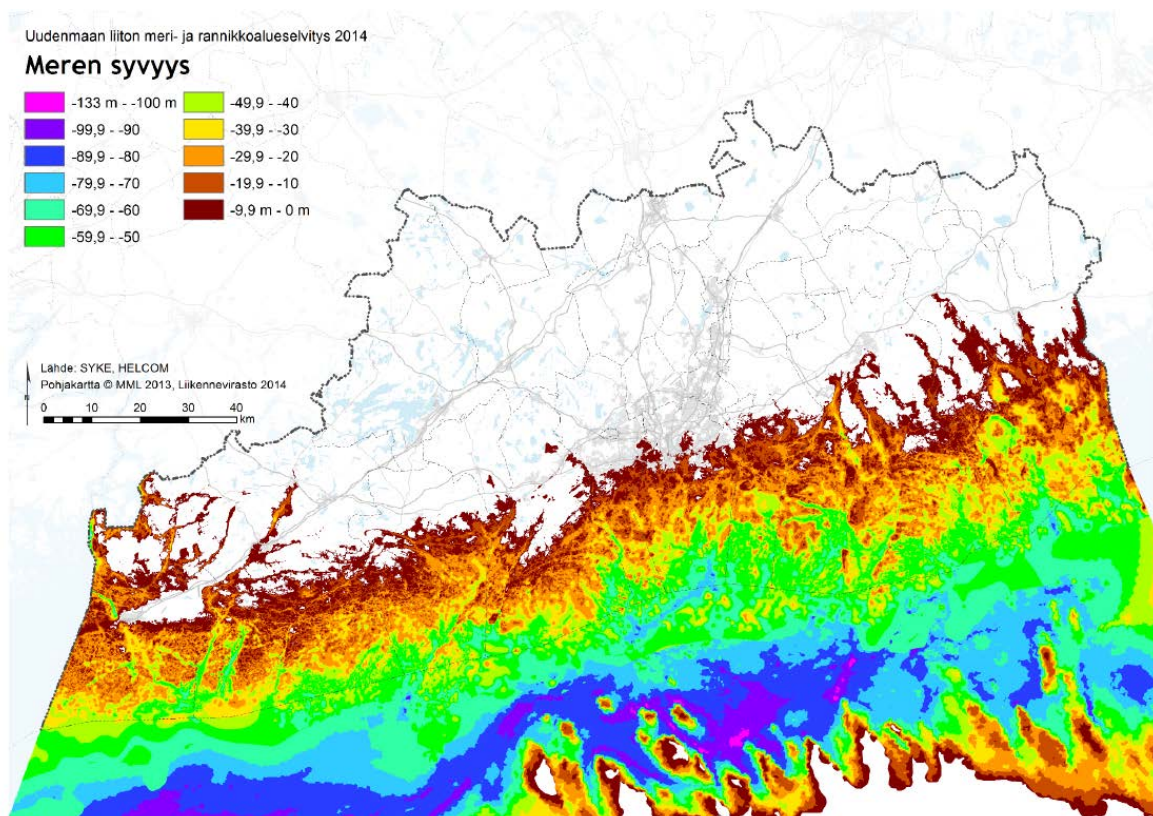 Uudenmaan liiton meri- ja rannikkoalueselvitys 2014
Meren syvyys
-133 m - -100 m
-99,9 - -90
-89,9 - -80
-79,9 - -70
-69,9 - -60
-59,9 - -50
-49,9 - -40
-39,9 - -30
-29,9 - -20
-19,9 - -10
-9,9 m - 0 m
Lähde: SYKE, HELCOM
Pohjakartta © MML 2013, Liikennevirasto 2014
0 10 20 30 40
km